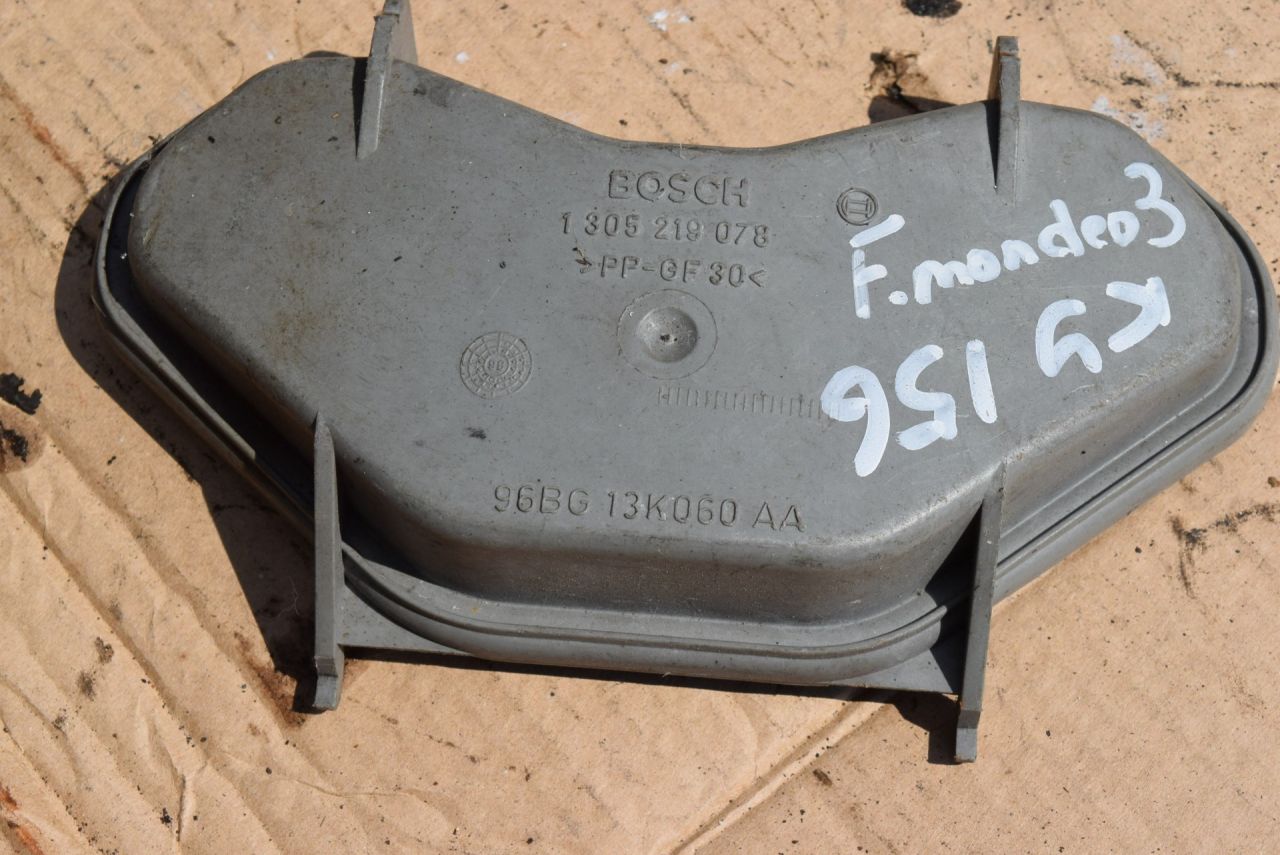 BOSCH
1 305 219 078
>PP-GF30<
96BG 13K060 AA
F.mondeo3